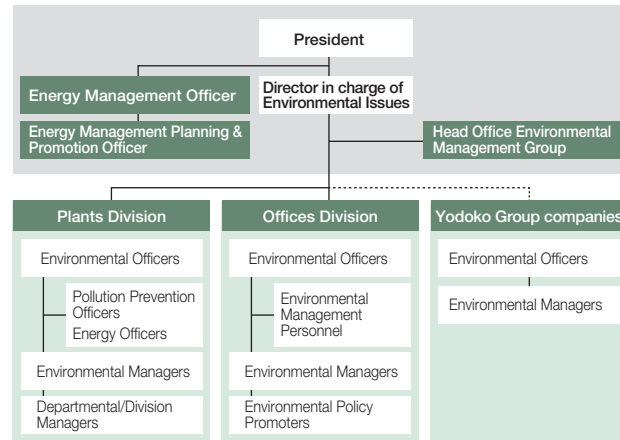 President
Energy Management Officer
Director in charge of
Environmental Issues
Energy Management Planning &
Promotion Officer
Head Office Environmental
Management Group
Plants Division
Environmental Officers
Pollution Prevention
Officers
Energy Officers
Environmental Managers
Departmental/Division
Managers
Offices Division
Environmental Officers
Environmental
Management
Personnel
Environmental Managers
Environmental Policy
Promoters
Yodoko Group companies
Environmental Officers
Environmental Managers